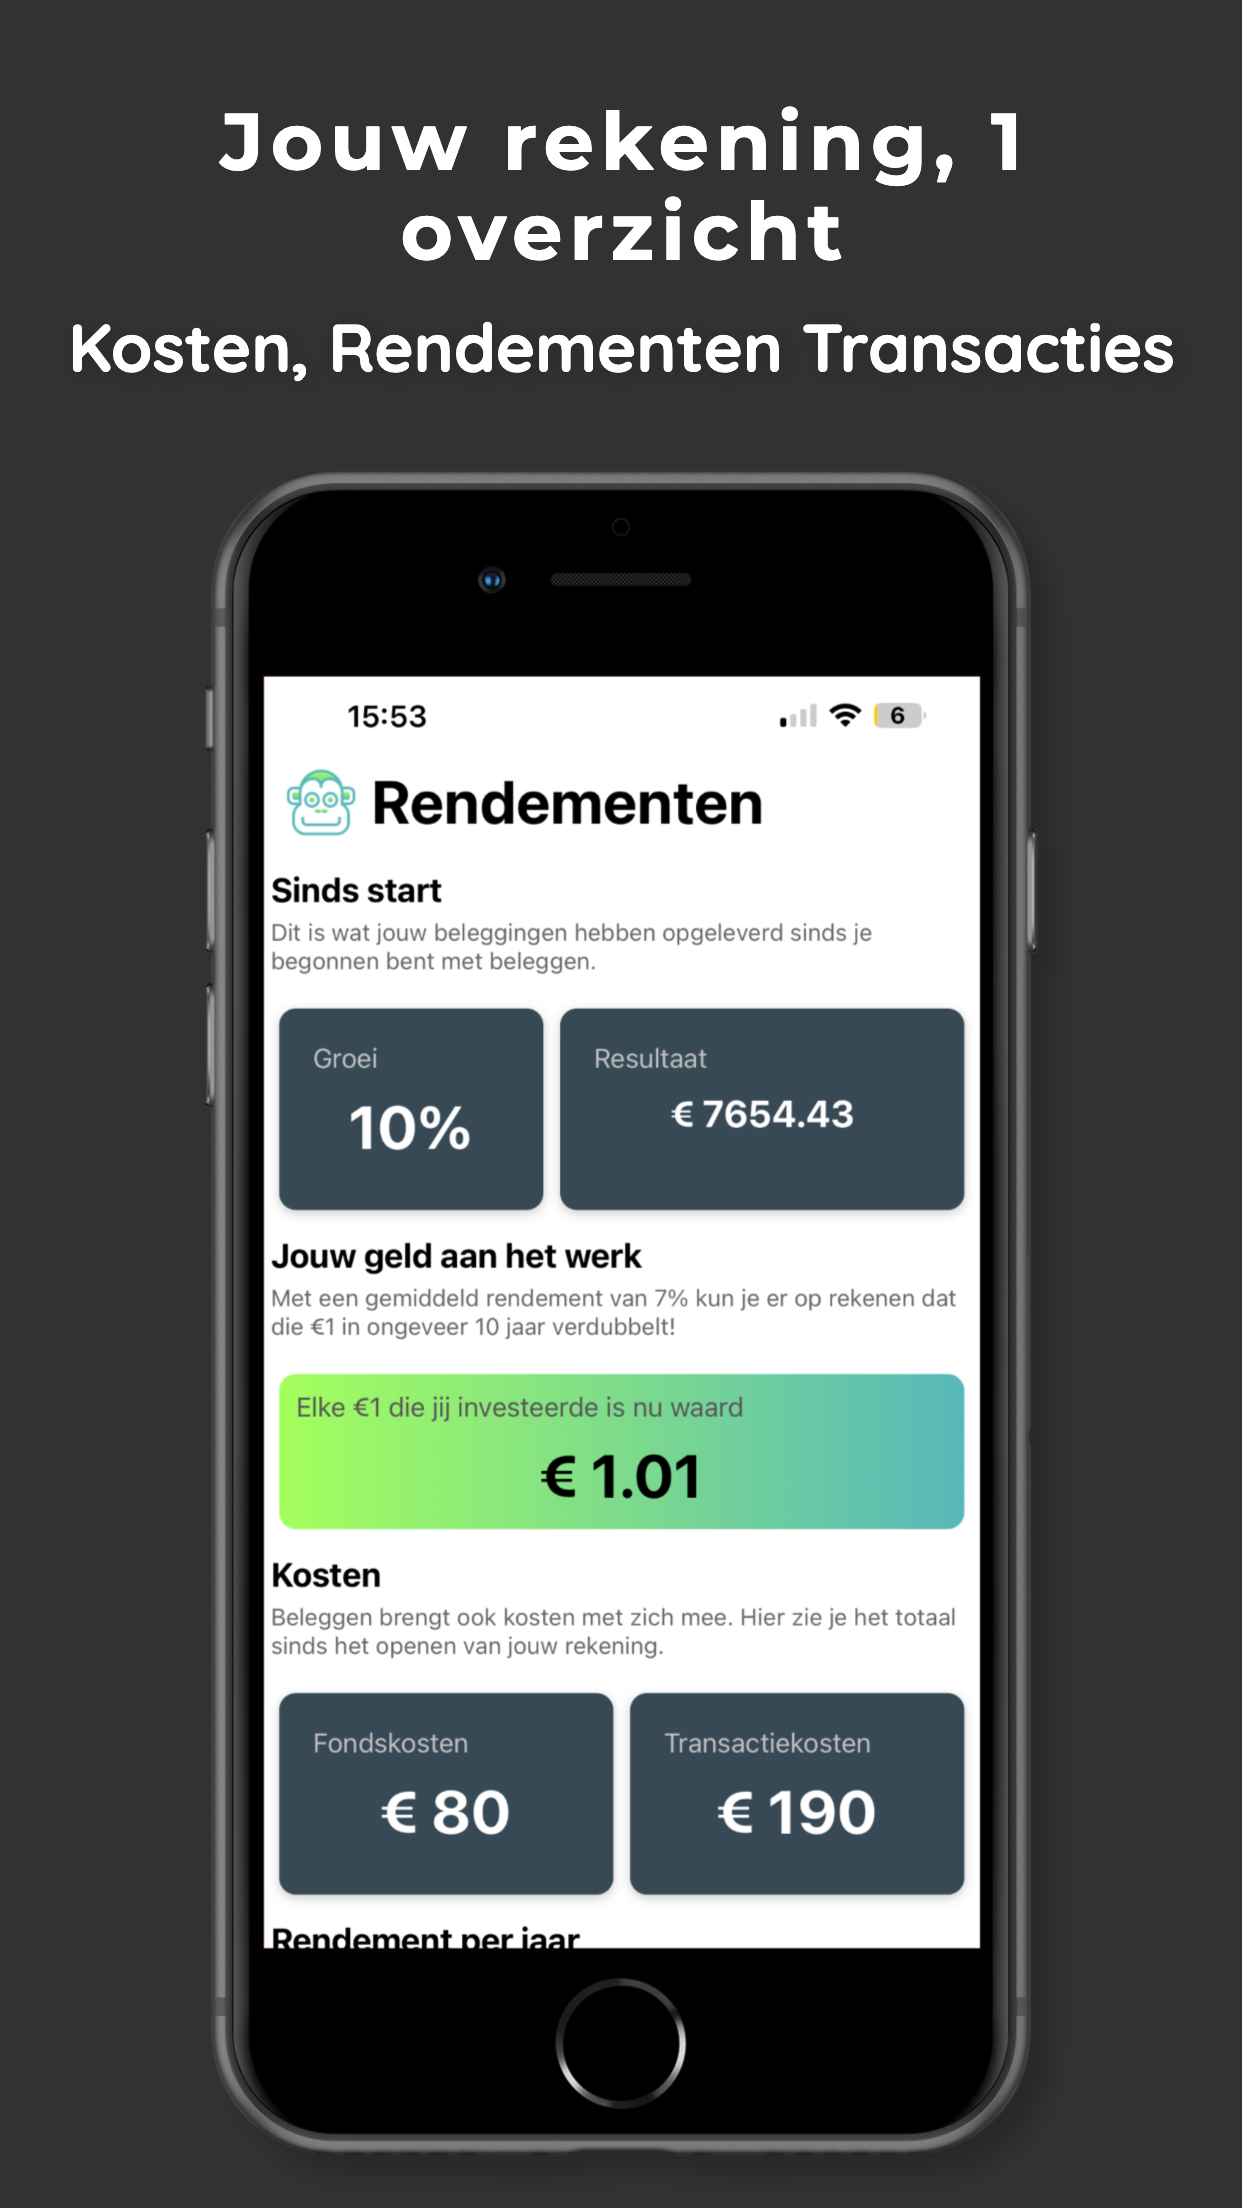 Jouw rekening, 1
overzicht
Kosten, Rendementen Transacties
15:53
6
Rendementen
Sinds start
Dit is wat jouw beleggingen hebben opgeleverd sinds je
begonnen bent met beleggen.
Groei
10%
Resultaat
€ 7654.43
Jouw geld aan het werk
Met een gemiddeld rendement van 7% kun je er op rekenen dat
die €1 in ongeveer 10 jaar verdubbelt!
Elke €1 die jij investeerde is nu waard
€ 1.01
Kosten
Beleggen brengt ook kosten met zich mee. Hier zie je het totaal
sinds het openen van jouw rekening.
Fondskosten
€ 80
Transactiekosten
€ 190
Rendement per jaar